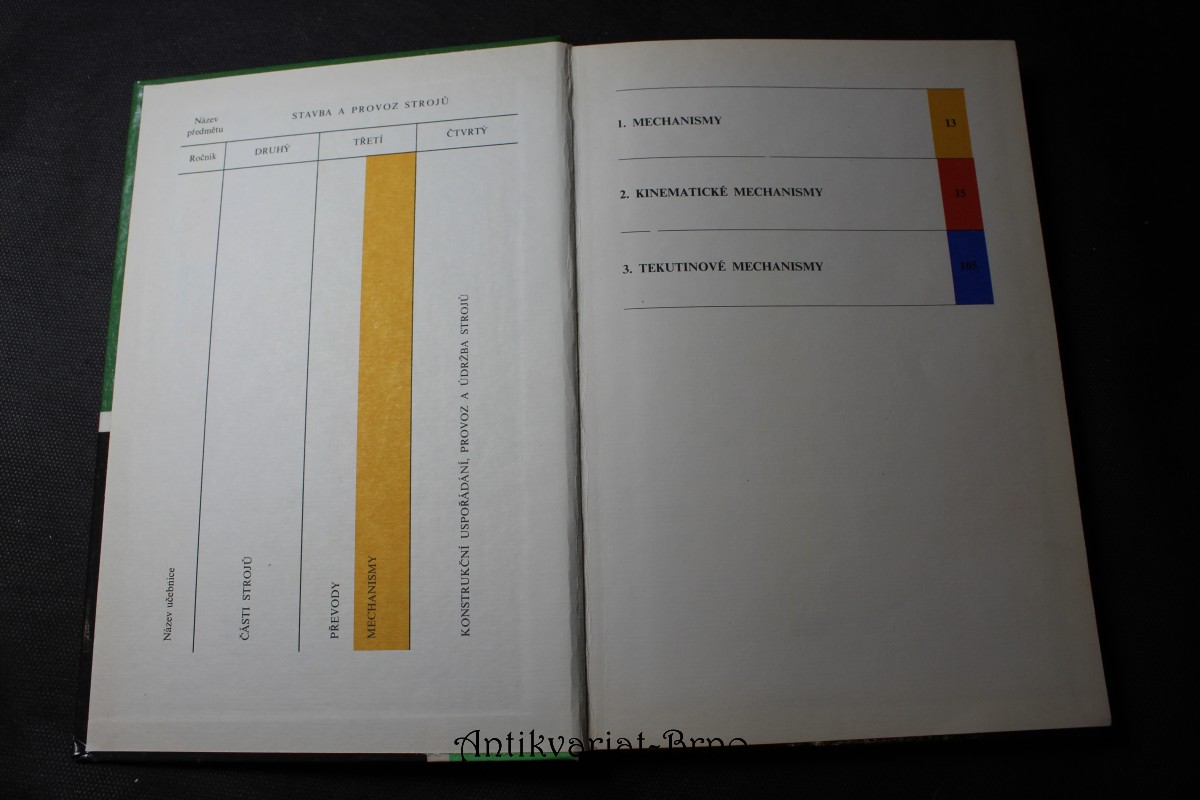 Název předmětu
STAVBA A PROVOZ STROJŮ
Ročník
DRUHÝ
TŘETÍ
ČTVRTÝ
Název učebnice
ČÁSTI STROJŮ
PŘEVODY
MECHANISMY
KONSTRUKČNÍ USPOŘÁDÁNÍ, PROVOZ A ÚDRŽBA STROJŮ
1. MECHANISMY 13
2. KINEMATICKÉ MECHANISMY 15
3. TEKUTINOVÉ MECHANISMY
Antikvariat-Brno